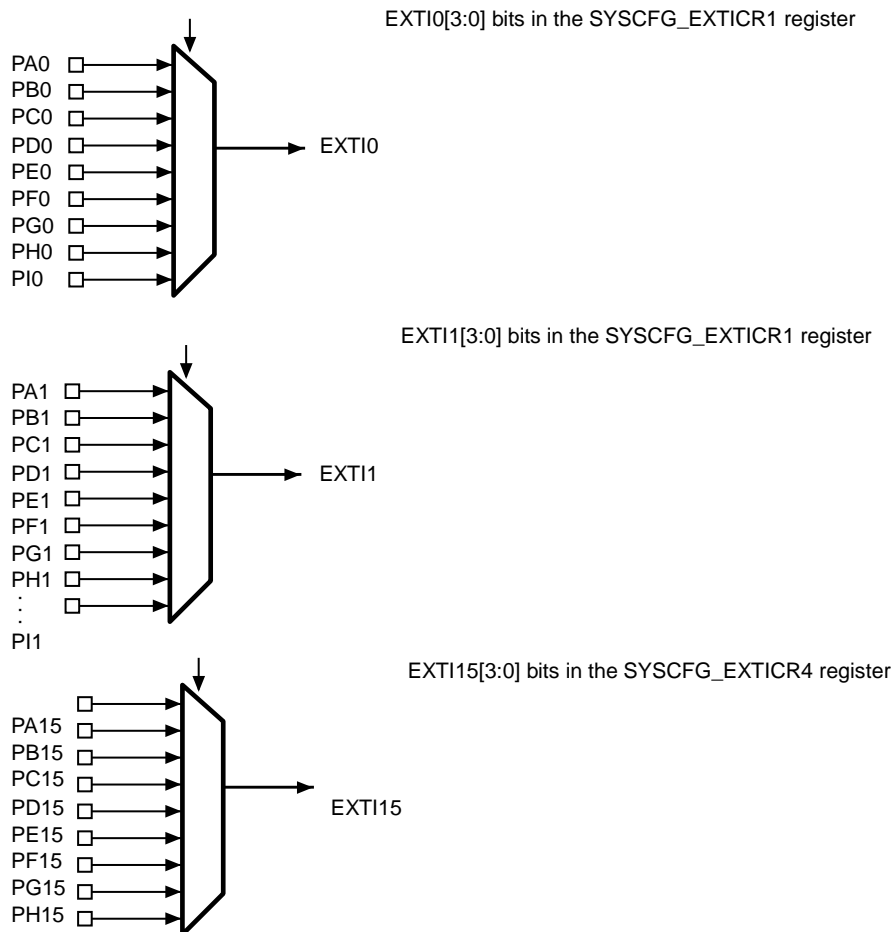 EXTI0[3:0] bits in the SYSCFG_EXTICR1 register
PA0
PB0
PC0
PD0
PE0
PF0
PG0
PH0
PI0
EXTI0
EXTI1[3:0] bits in the SYSCFG_EXTICR1 register
PA1
PB1
PC1
PD1
PE1
PF1
PG1
PH1
PI1
EXTI1
EXTI15[3:0] bits in the SYSCFG_EXTICR4 register
PA15
PB15
PC15
PD15
PE15
PF15
PG15
PH15
EXTI15